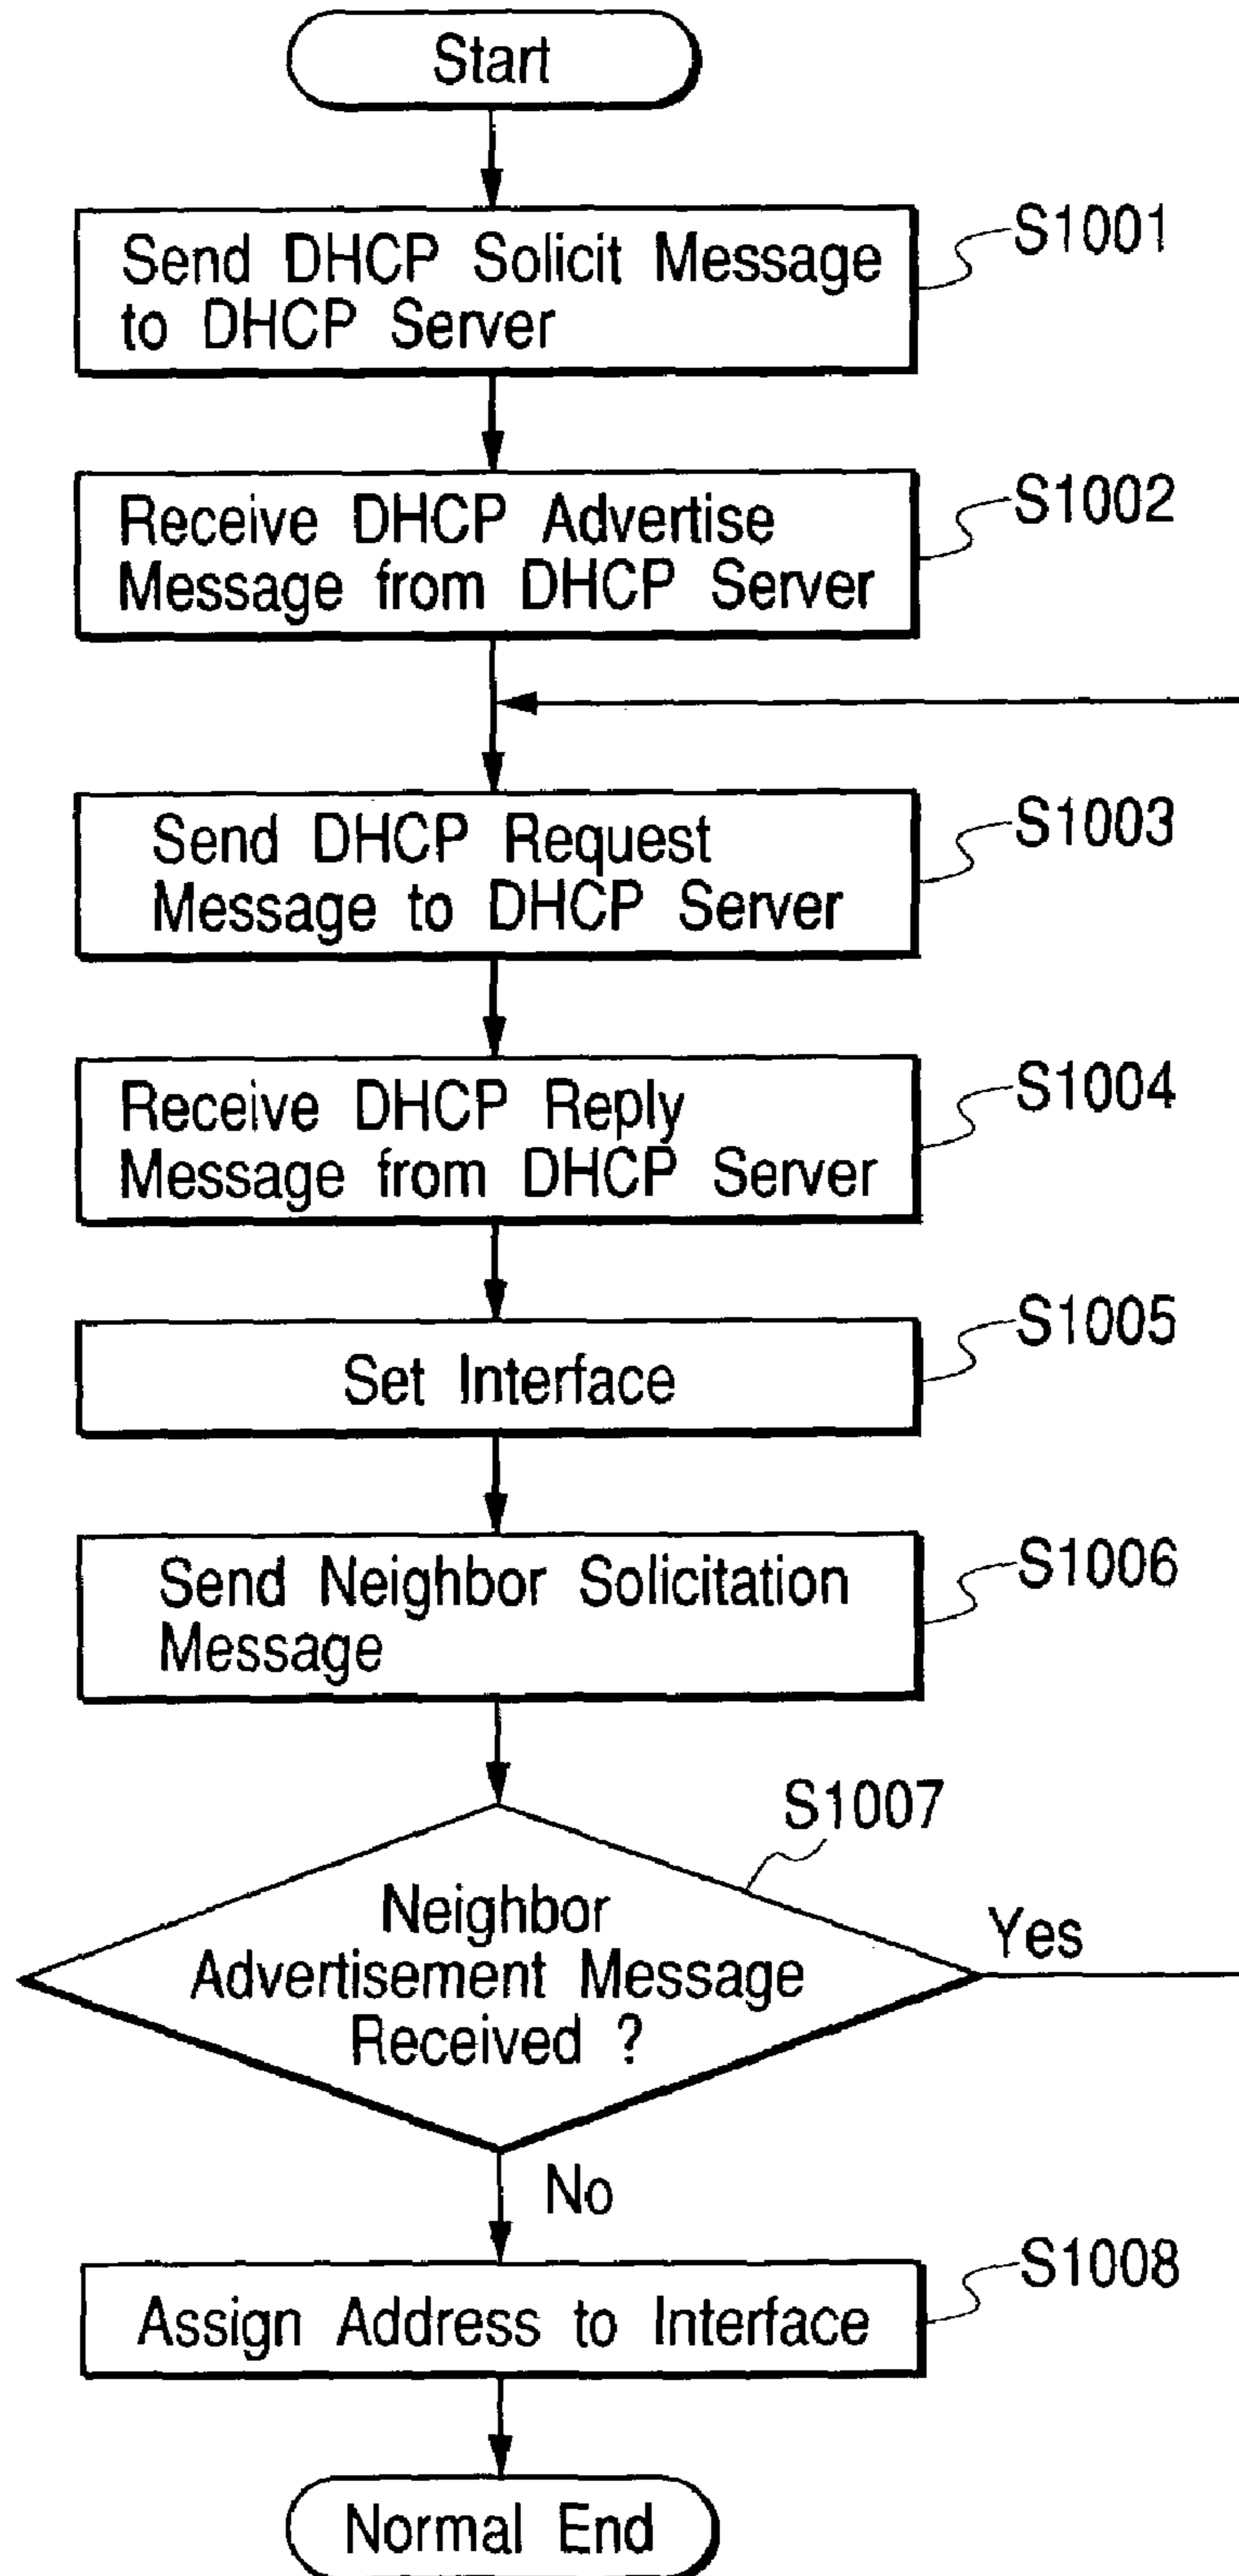 Start
Send DHCP Solicit Message
to DHCP Server
S1001
Receive DHCP Advertise
Message from DHCP Server
S1002
Send DHCP Request
Message to DHCP Server
S1003
Receive DHCP Reply
Message from DHCP Server
S1004
Set Interface
S1005
Send Neighbor Solicitation
Message
S1006
S1007
Neighbor
Advertisement Message
Received ?
Yes
No
Assign Address to Interface
S1008
Normal End